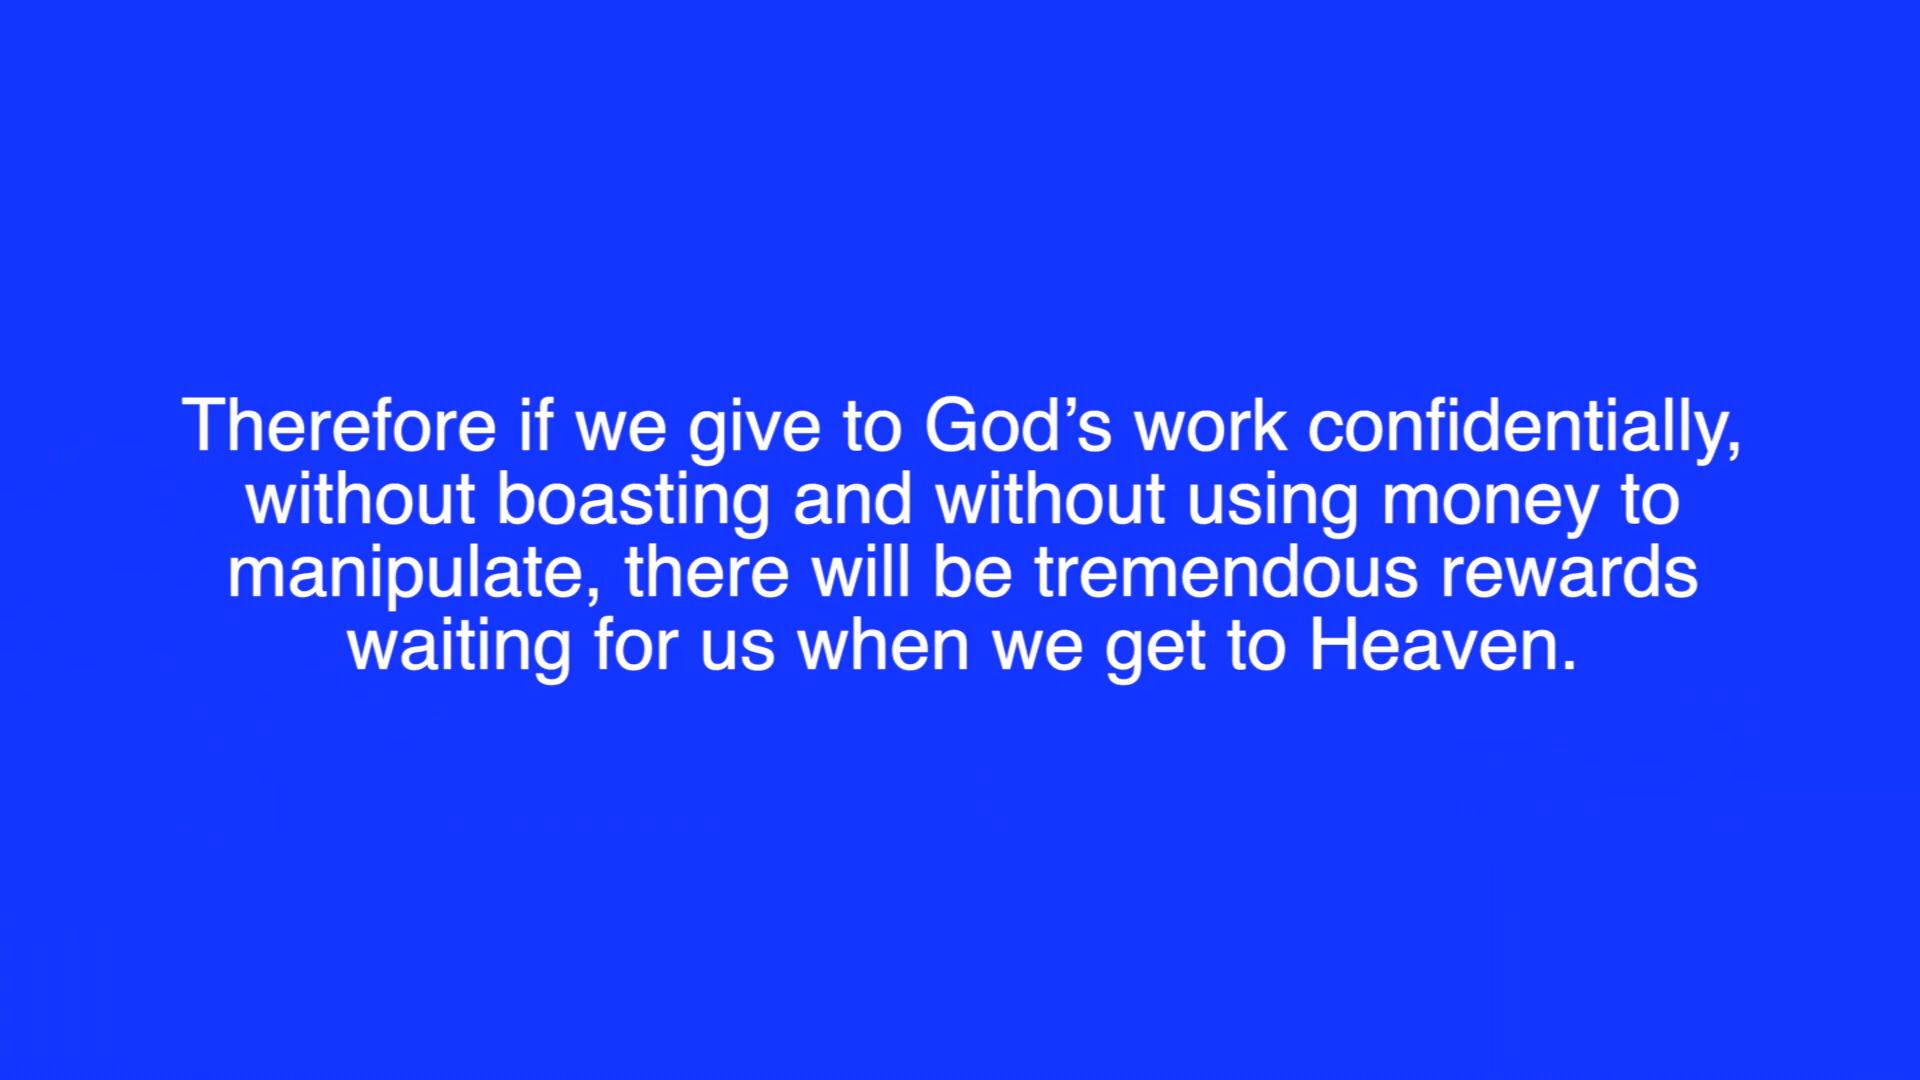 Therefore if we give to God’s work confidentially,
without boasting and without using money to
manipulate, there will be tremendous rewards
waiting for us when we get to Heaven.